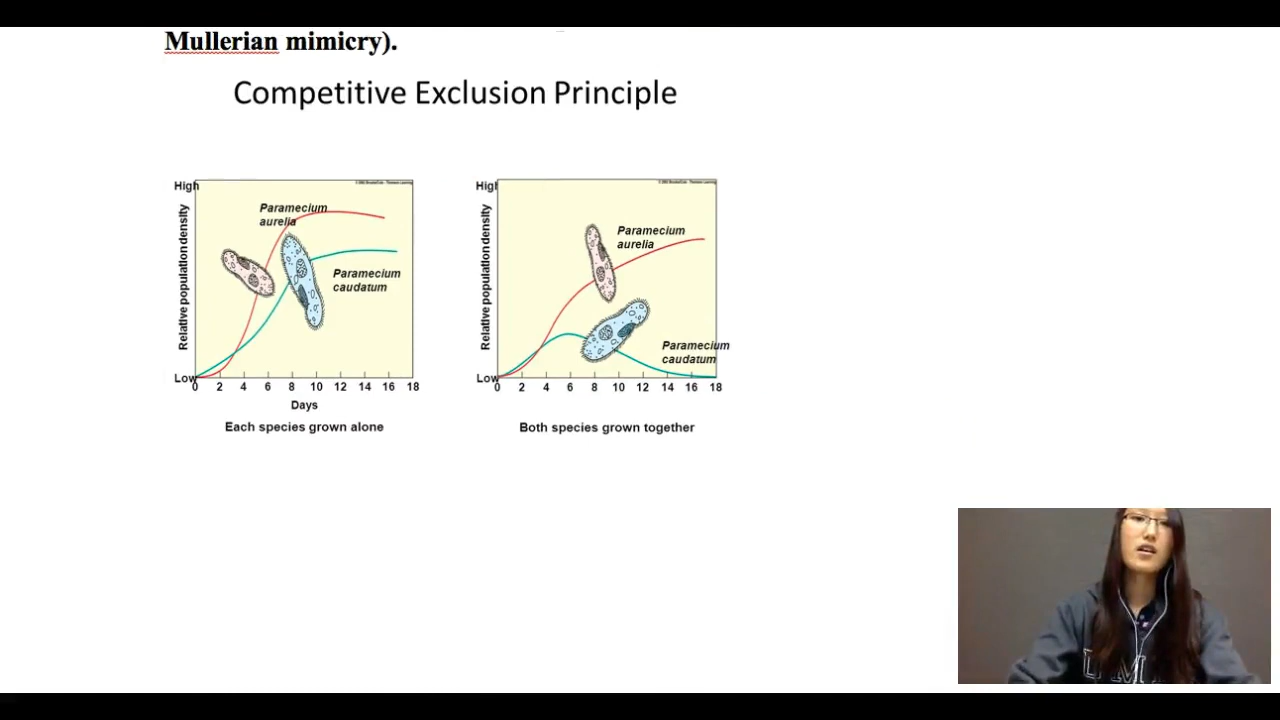 Mullerian mimicry).
Competitive Exclusion Principle
High
Relative population density
Low
Paramecium
aurelia
Paramecium
caudatum
0 2 4 6 8 10 12 14 16 18
Days
Each species grown alone
High
Relative population density
Low
Paramecium
aurelia
Paramecium
caudatum
0 2 4 6 8 10 12 14 16 18
Both species grown together